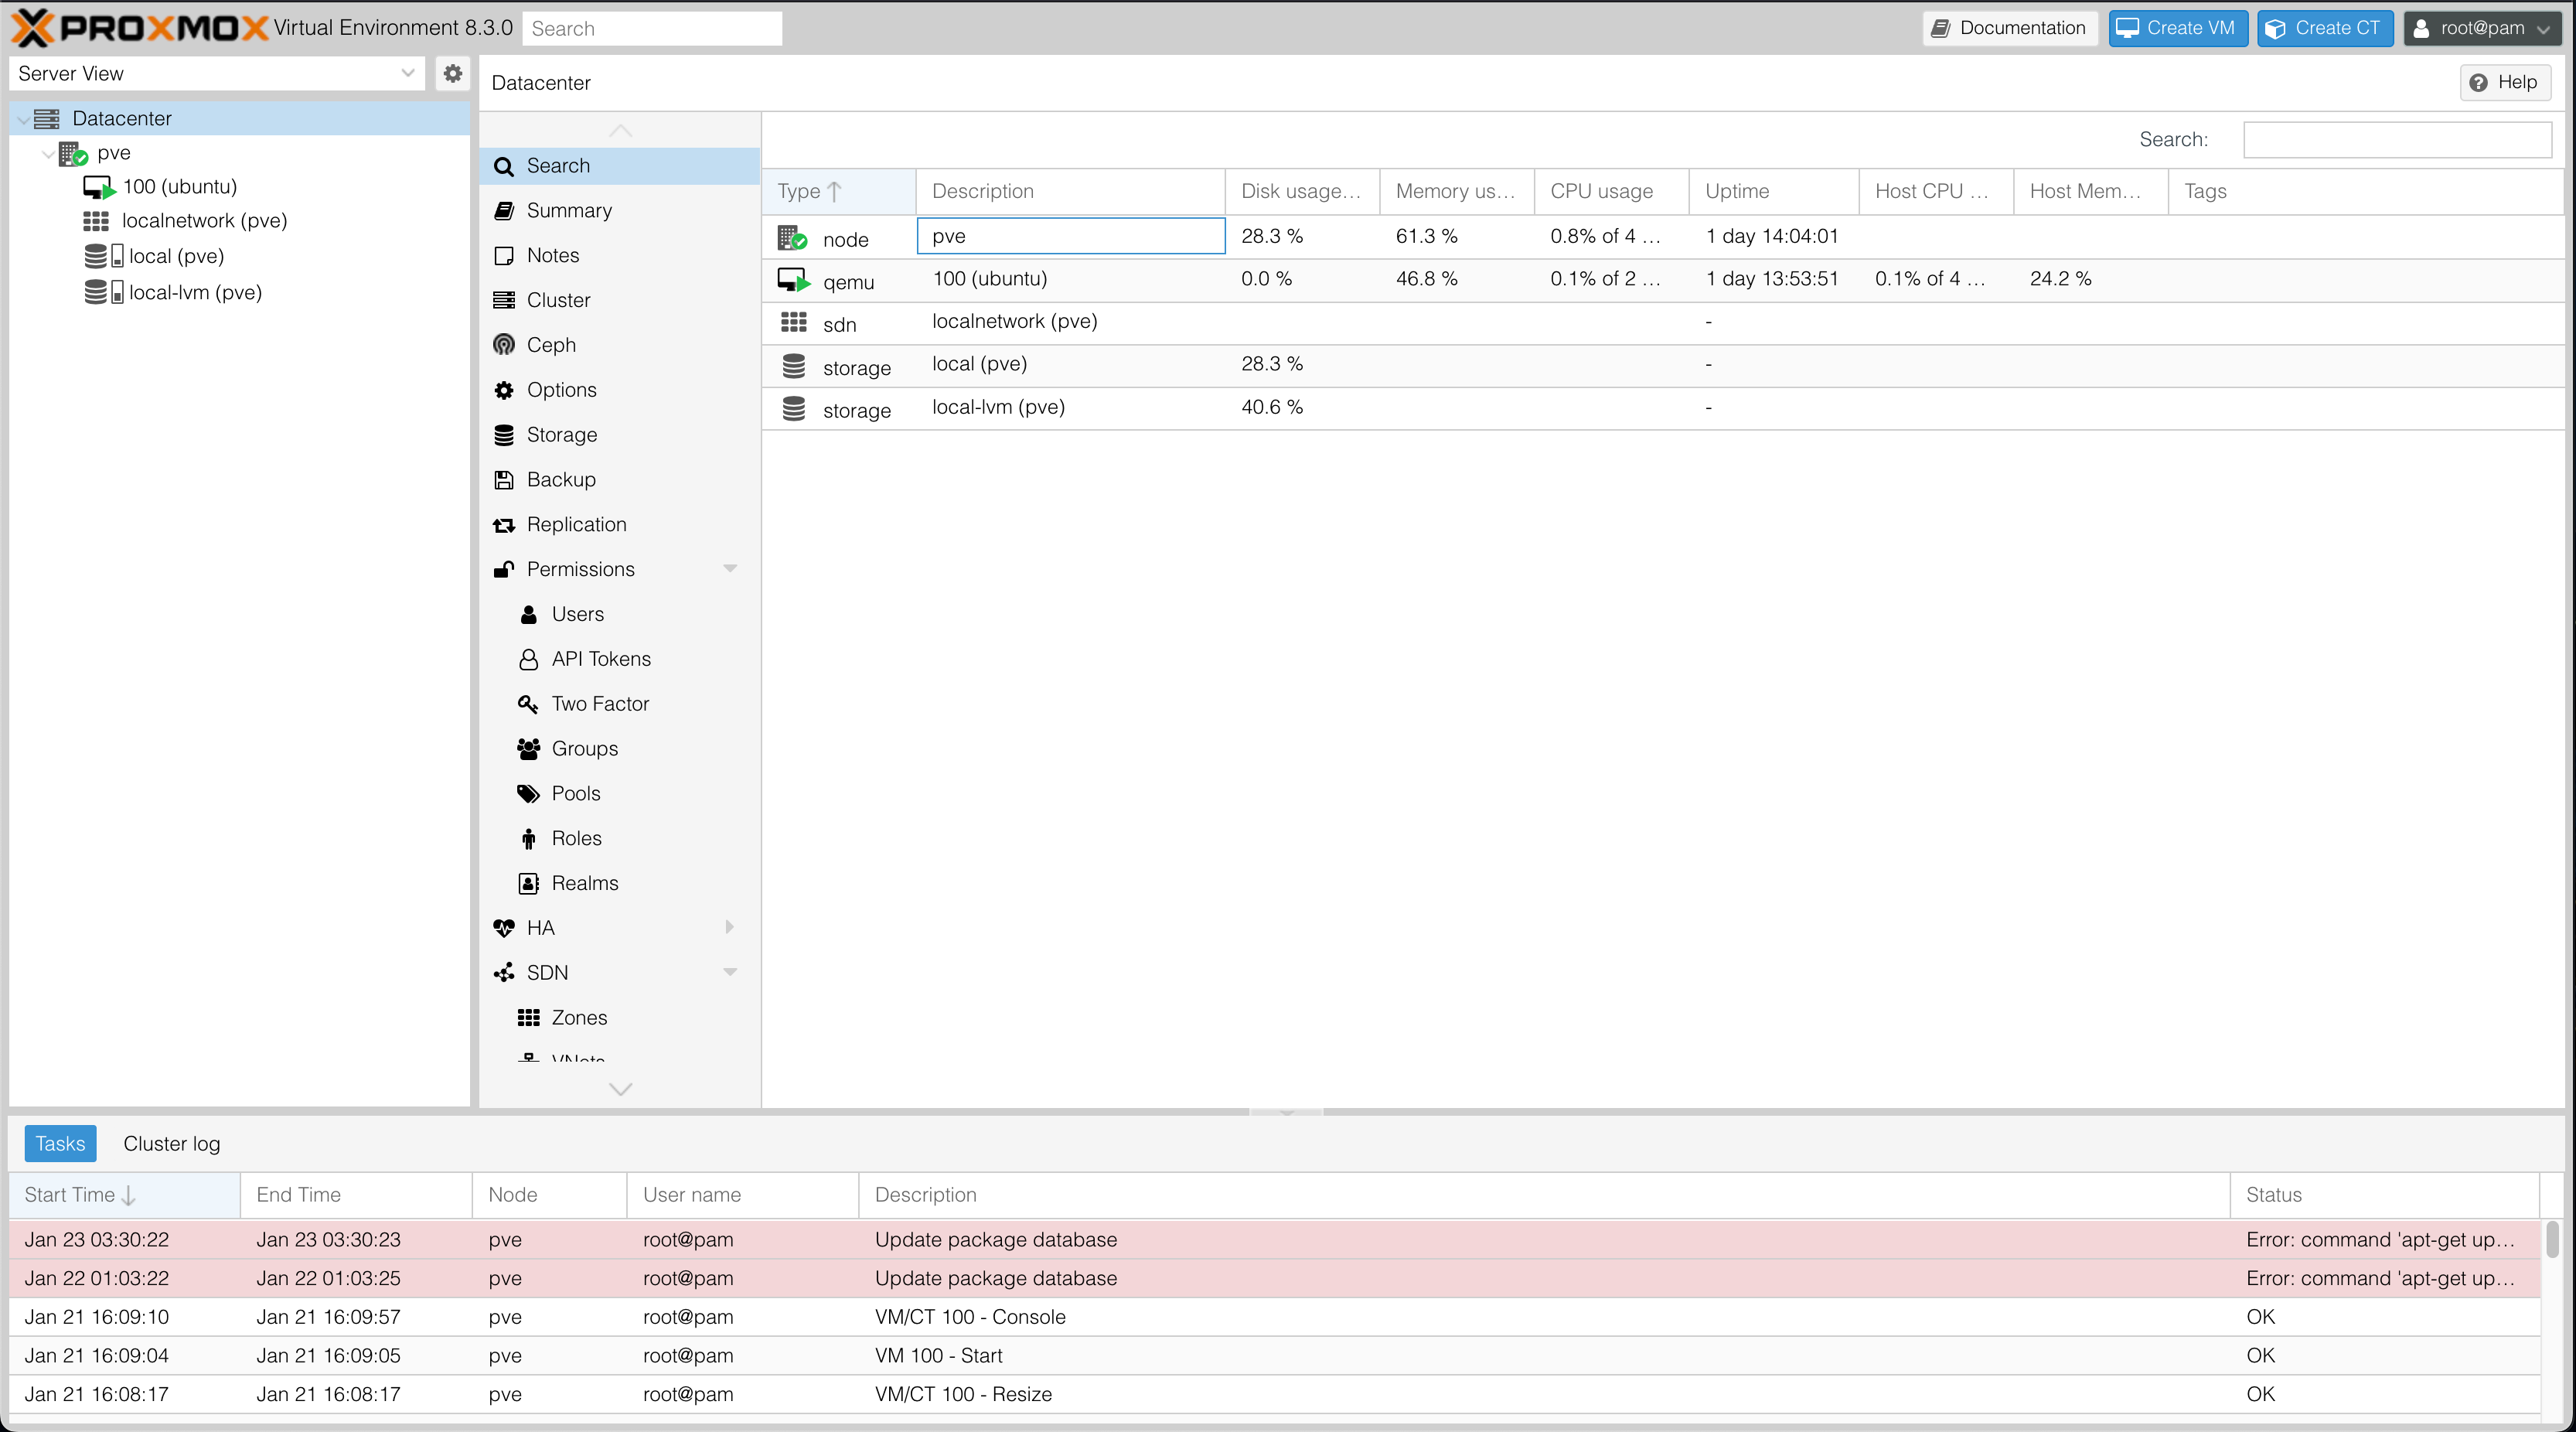 PROXMOX Virtual Environment 8.3.0 Search Documentation Create VM Create CT root@pam
Server View
Datacenter
pve
100 (ubuntu)
localnetwork (pve)
local (pve)
local-lvm (pve)
Datacenter Help
Search
Summary
Notes
Cluster
Ceph
Options
Storage
Backup
Replication
Permissions
Users
API Tokens
Two Factor
Groups
Pools
Roles
Realms
HA
SDN
Zones
VNets
Search:
Type Description Disk usage... Memory us... CPU usage Uptime Host CPU ... Host Mem... Tags
node pve 28.3 % 61.3 % 0.8% of 4 ... 1 day 14:04:01
qemu 100 (ubuntu) 0.0 % 46.8 % 0.1% of 2 ... 1 day 13:53:51 0.1% of 4 ... 24.2 %
sdn localnetwork (pve) -
storage local (pve) 28.3 % -
storage local-lvm (pve) 40.6 % -
Tasks Cluster log
Start Time End Time Node User name Description Status
Jan 23 03:30:22 Jan 23 03:30:23 pve root@pam Update package database Error: command 'apt-get up...
Jan 22 01:03:22 Jan 22 01:03:25 pve root@pam Update package database Error: command 'apt-get up...
Jan 21 16:09:10 Jan 21 16:09:57 pve root@pam VM/CT 100 - Console OK
Jan 21 16:09:04 Jan 21 16:09:05 pve root@pam VM 100 - Start OK
Jan 21 16:08:17 Jan 21 16:08:17 pve root@pam VM/CT 100 - Resize OK